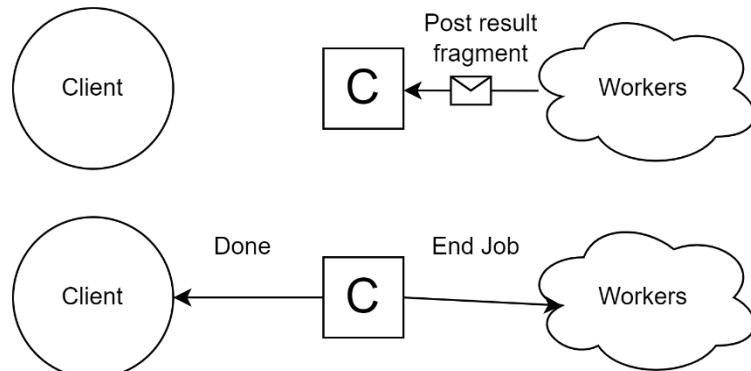 Post result
fragment
Client
C
Workers
Done
End Job
Client
C
Workers